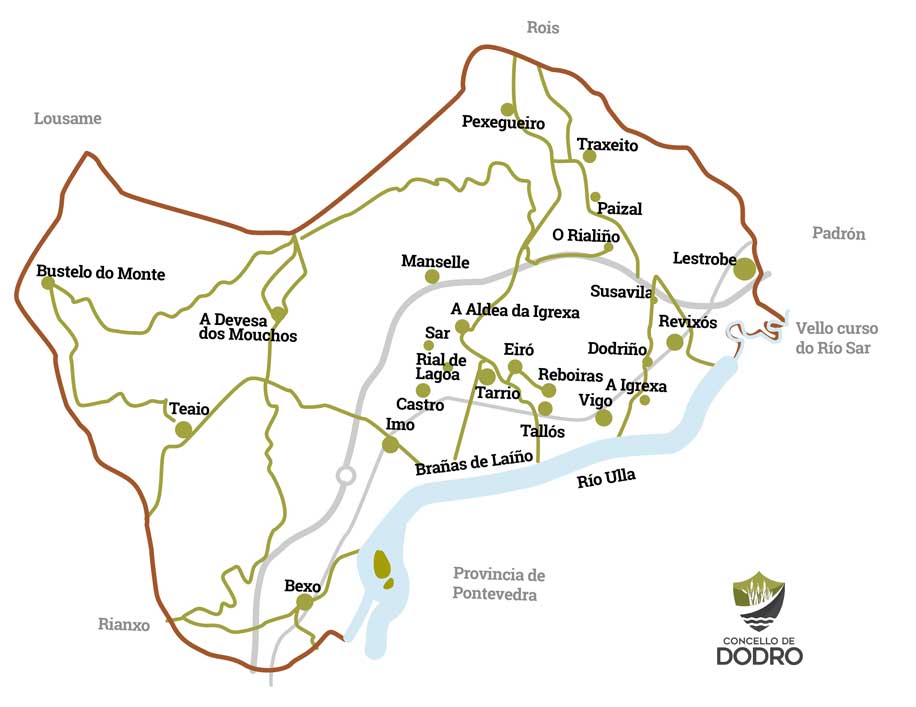 Rois
Lousame
Pexegueiro
Traxeito
Paizal
O Rialiño
Padrón
Bustelo do Monte
Manselle
Lestrobe
Susavila
A Devesa
dos Mouchos
A Aldea da Igrexa
Revixós
Vello curso
do Río Sar
Sar
Eiró
Dodriño
Rial de
Lagoa
Reboiras
A Igrexa
Tarrio
Castro
Vigo
Teaio
Imo
Tallós
Brañas de Laíño
Río Ulla
Bexo
Provincia de
Pontevedra
Rianxo
CONCELLO DE
DODRO